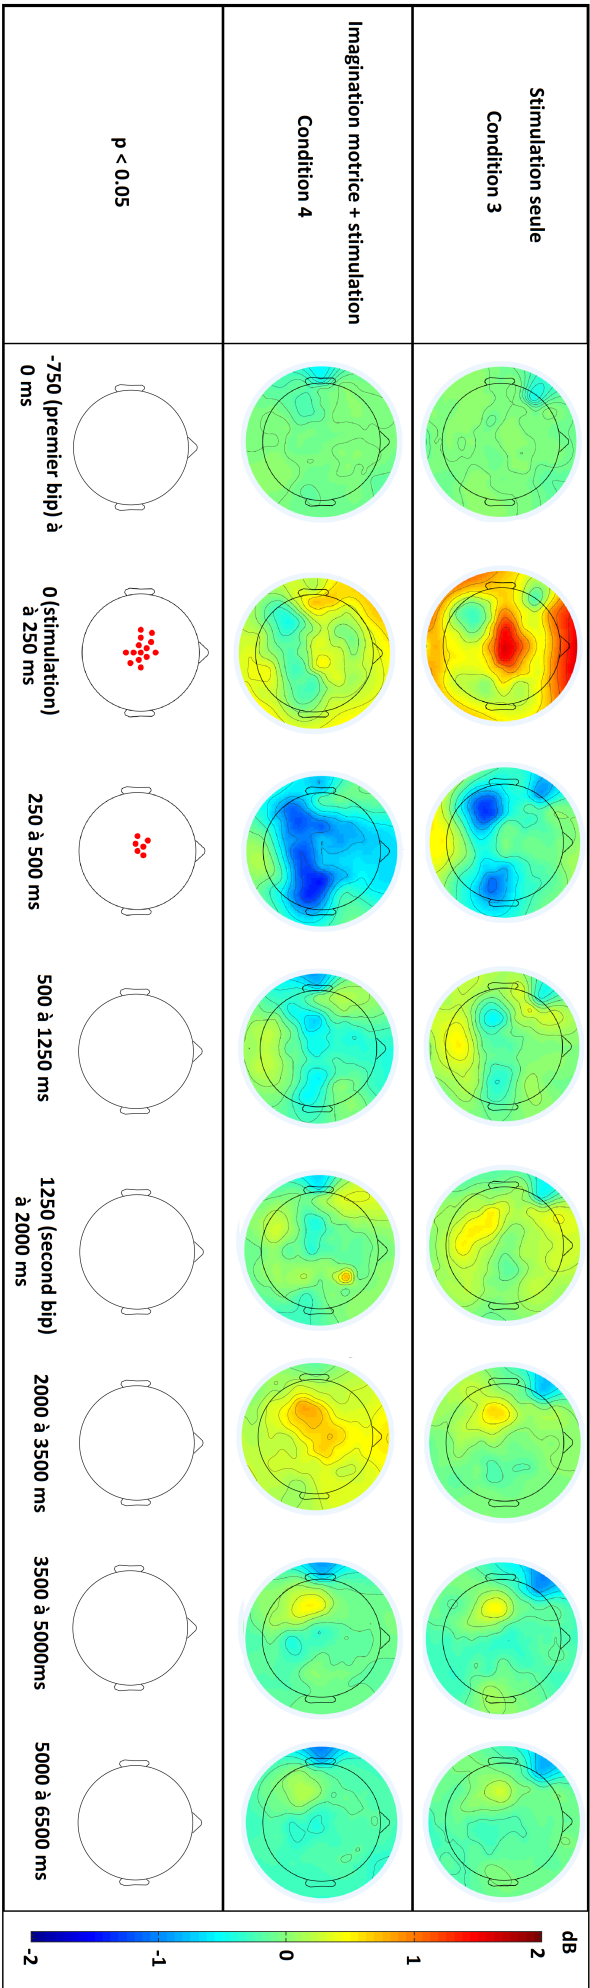 Stimulation seule
Condition 3
Imagination motrice + stimulation
Condition 4
p < 0.05
-750 (premier bip) à
0 ms
0 (stimulation)
à 250 ms
250 à 500 ms
500 à 1250 ms
1250 (second bip)
à 2000 ms
2000 à 3500 ms
3500 à 5000ms
5000 à 6500 ms
dB
2
1
0
-1
-2